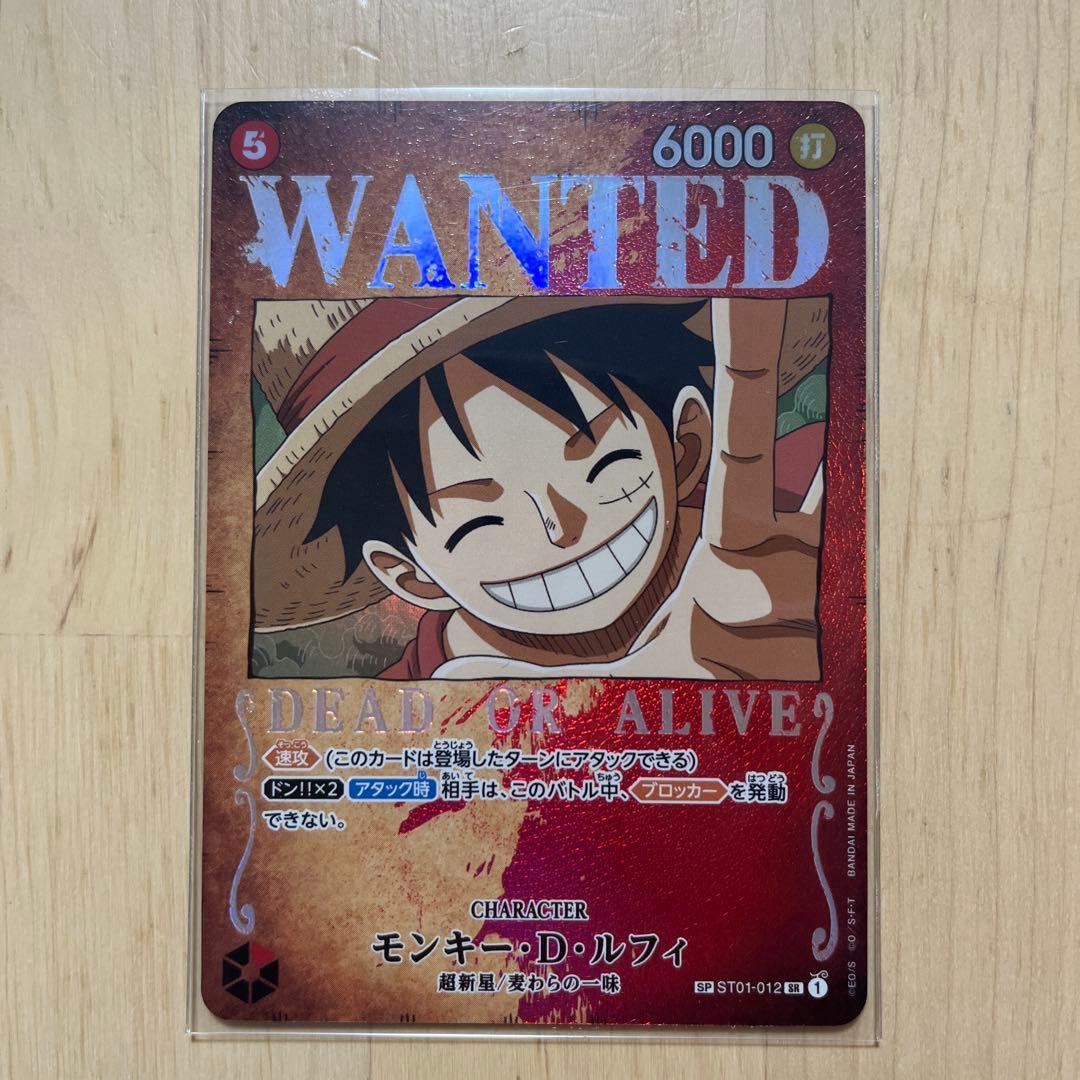 5 6000 打
WANTED
DEAD OR ALIVE
速攻 (このカードは登場したターンにアタックできる)
ドン!!×2 アタック時 相手は、このバトル中、ブロッカーを発動
できない。
CHARACTER
モンキー・D・ルフィ
超新星/麦わらの一味
SP ST01-012 SR 1
©E.O/S ©O/S・F・T BANDAI MADE IN JAPAN